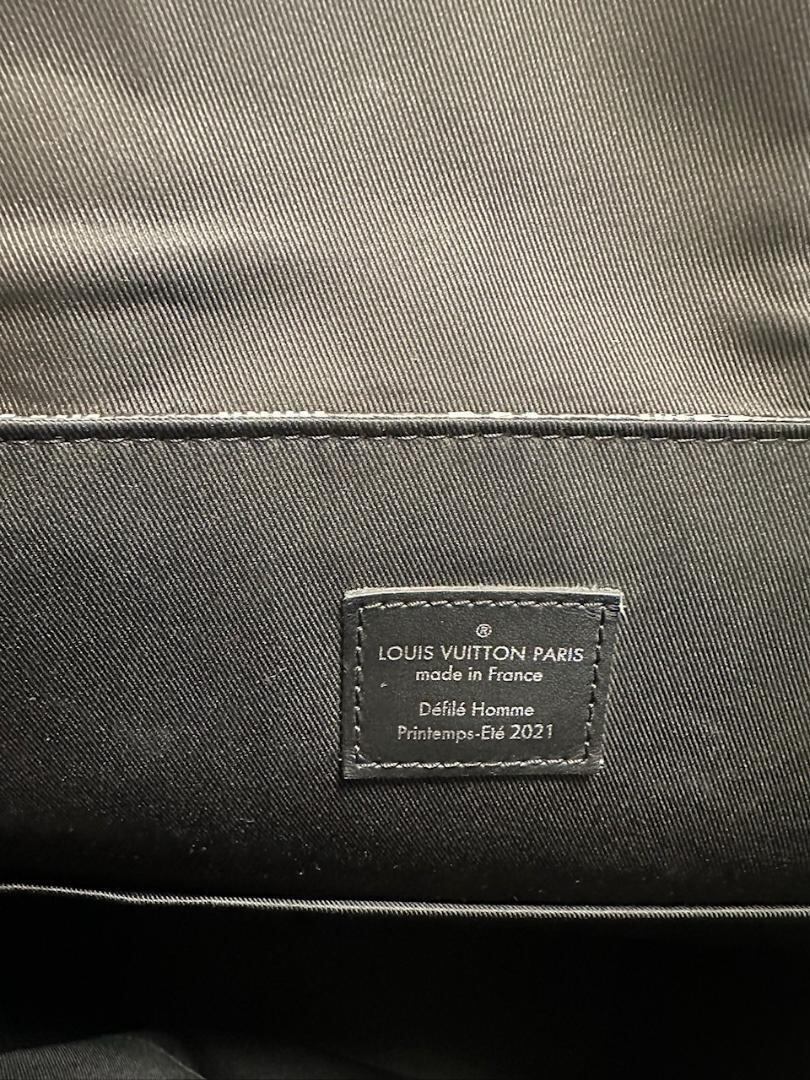 ®
LOUIS VUITTON PARIS
made in France
Défilé Homme
Printemps-Eté 2021